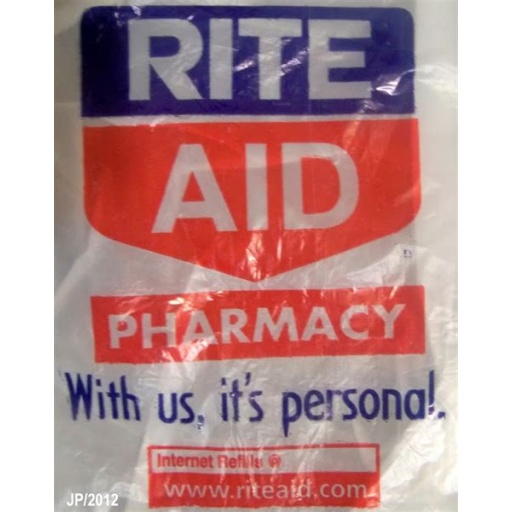 RITE
AID
PHARMACY
With us, it's personal.
Internet Refills @
www.riteaid.com
JP/2012